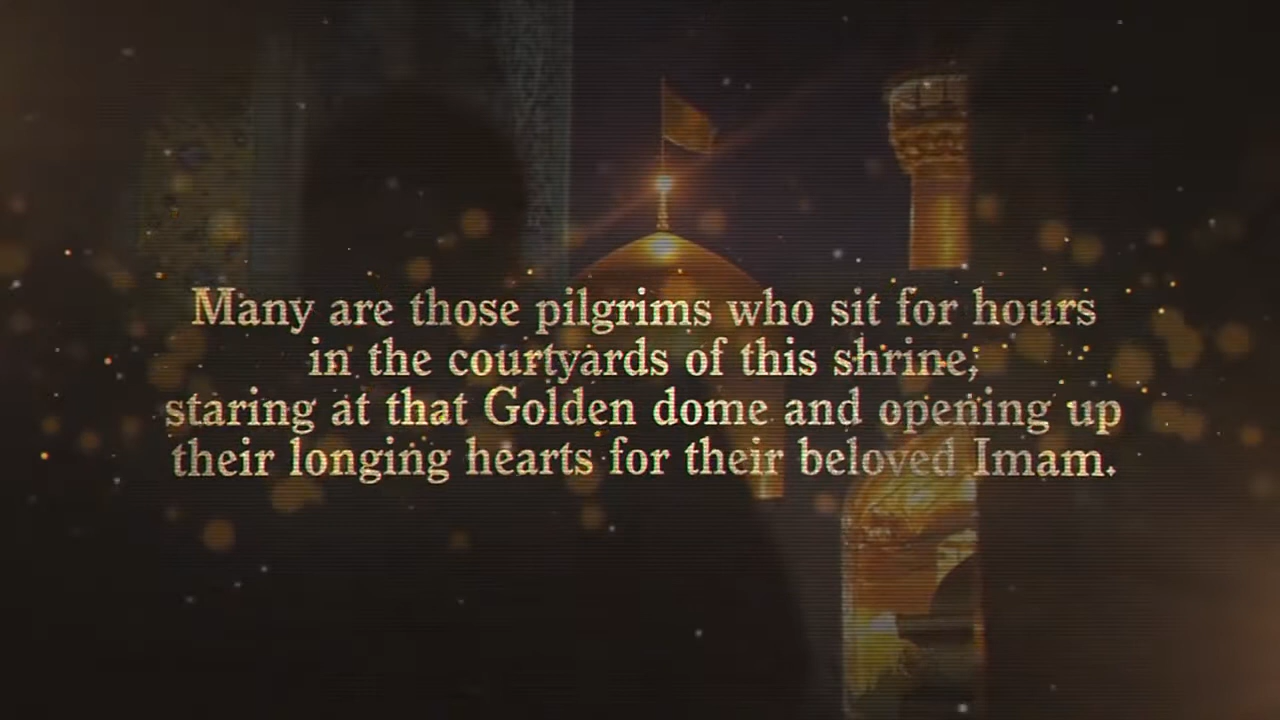 Many are those pilgrims who sit for hours
in the courtyards of this shrine,
staring at that Golden dome and opening up
their longing hearts for their beloved Imam.